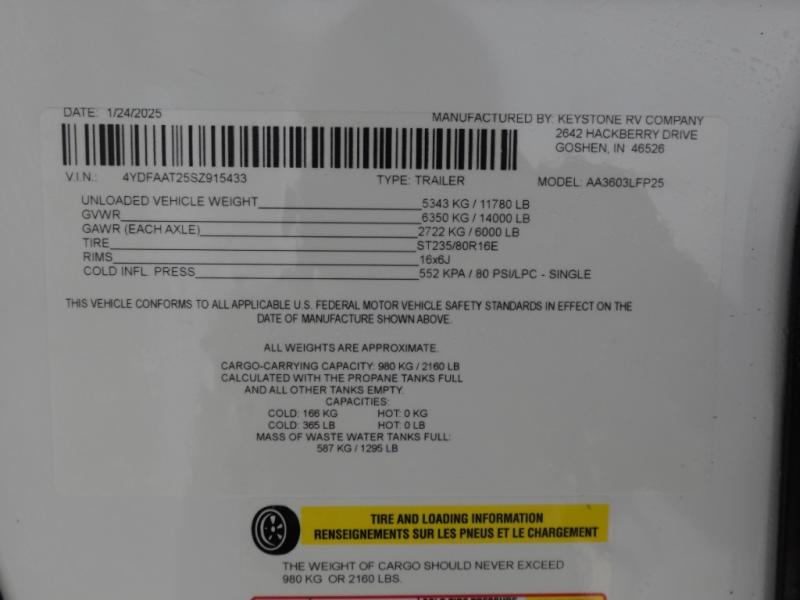 DATE: 1/24/2025
MANUFACTURED BY: KEYSTONE RV COMPANY
2642 HACKBERRY DRIVE
GOSHEN, IN 46526
V.I.N.: 4YDFAAT25SZ915433 TYPE: TRAILER MODEL: AA3603LFP25
UNLOADED VEHICLE WEIGHT 5343 KG / 11780 LB
GVWR 6350 KG / 14000 LB
GAWR (EACH AXLE) 2722 KG / 6000 LB
TIRE ST235/80R16E
RIMS 16x6J
COLD INFL. PRESS 552 KPA / 80 PSI/LPC - SINGLE
THIS VEHICLE CONFORMS TO ALL APPLICABLE U.S. FEDERAL MOTOR VEHICLE SAFETY STANDARDS IN EFFECT ON THE
DATE OF MANUFACTURE SHOWN ABOVE.
ALL WEIGHTS ARE APPROXIMATE.
CARGO-CARRYING CAPACITY: 980 KG / 2160 LB
CALCULATED WITH THE PROPANE TANKS FULL
AND ALL OTHER TANKS EMPTY.
CAPACITIES:
COLD: 166 KG HOT: 0 KG
COLD: 365 LB HOT: 0 LB
MASS OF WASTE WATER TANKS FULL:
587 KG / 1295 LB
TIRE AND LOADING INFORMATION
RENSEIGNEMENTS SUR LES PNEUS ET LE CHARGEMENT
THE WEIGHT OF CARGO SHOULD NEVER EXCEED
980 KG OR 2160 LBS.